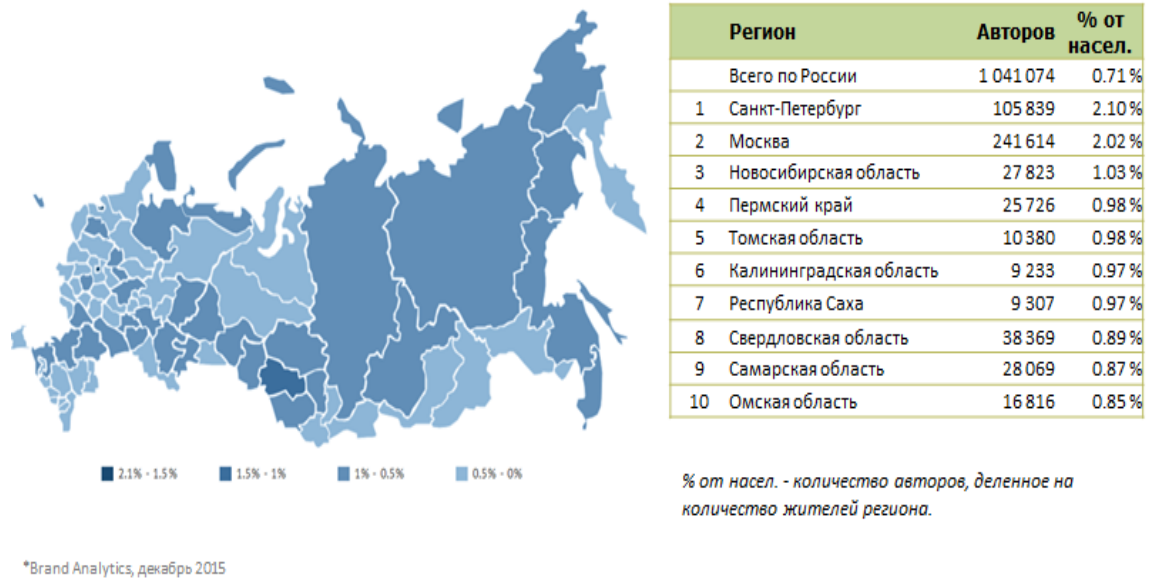 Регион Авторов % от насел.
Всего по России 1 041 074 0.71 %
1 Санкт-Петербург 105 839 2.10 %
2 Москва 241 614 2.02 %
3 Новосибирская область 27 823 1.03 %
4 Пермский край 25 726 0.98 %
5 Томская область 10 380 0.98 %
6 Калининградская область 9 233 0.97 %
7 Республика Саха 9 307 0.97 %
8 Свердловская область 38 369 0.89 %
9 Самарская область 28 069 0.87 %
10 Омская область 16 816 0.85 %
2.1% - 1.5% 1.5% - 1% 1% - 0.5% 0.5% - 0%
% от насел. - количество авторов, деленное на
количество жителей региона.
*Brand Analytics, декабрь 2015